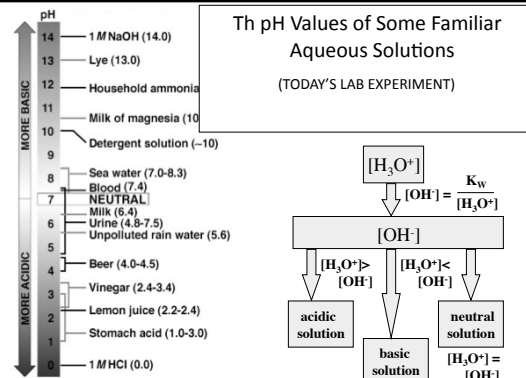 pH
14
13
12
11
10
9
8
7
6
5
4
3
2
1
0
MORE BASIC
MORE ACIDIC
1 M NaOH (14.0)
Lye (13.0)
Household ammonia
Milk of magnesia (10
Detergent solution (~10)
Sea water (7.0-8.3)
Blood (7.4)
NEUTRAL
Milk (6.4)
Urine (4.8-7.5)
Unpolluted rain water (5.6)
Beer (4.0-4.5)
Vinegar (2.4-3.4)
Lemon juice (2.2-2.4)
Stomach acid (1.0-3.0)
1 M HCl (0.0)
Th pH Values of Some Familiar
Aqueous Solutions
(TODAY'S LAB EXPERIMENT)
[H₃O⁺]
[OH⁻] = K_W / [H₃O⁺]
[OH⁻]
[H₃O⁺]>
[OH⁻]
[H₃O⁺]<
[OH⁻]
acidic
solution
basic
solution
neutral
solution
[H₃O⁺] =
[OH⁻]